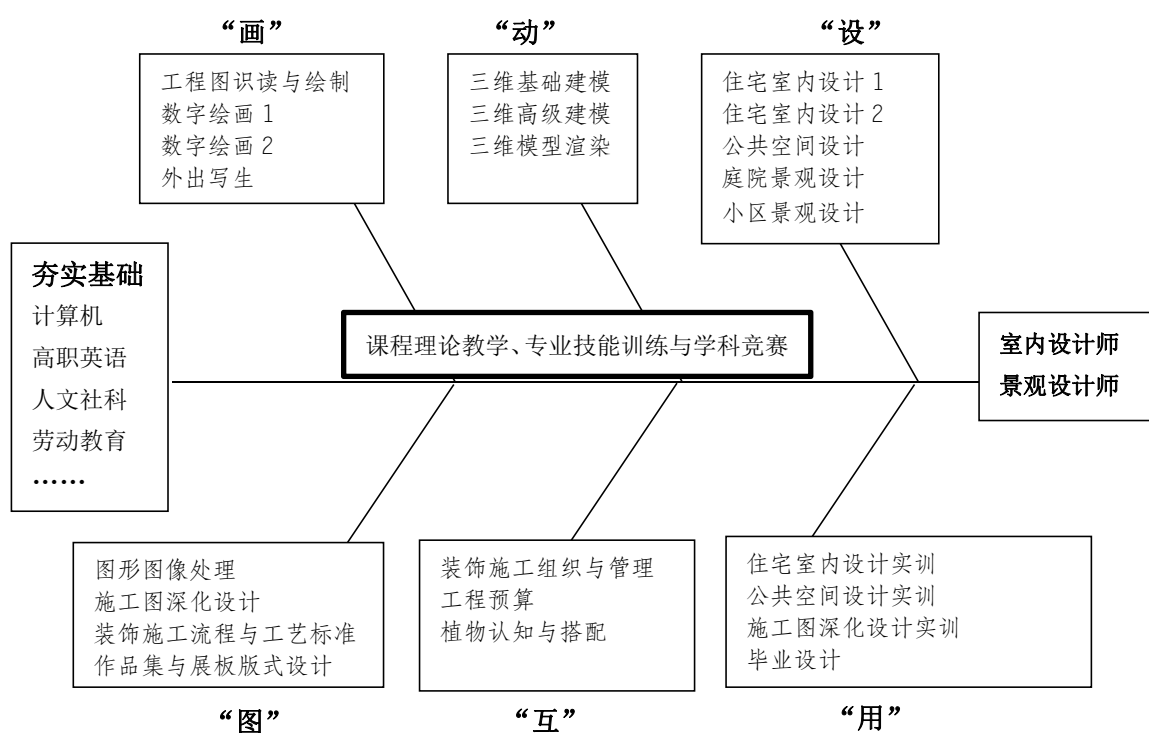 “画”
工程图识读与绘制
数字绘画 1
数字绘画 2
外出写生
“动”
三维基础建模
三维高级建模
三维模型渲染
“设”
住宅室内设计 1
住宅室内设计 2
公共空间设计
庭院景观设计
小区景观设计
夯实基础
计算机
高职英语
人文社科
劳动教育
……
课程理论教学、专业技能训练与学科竞赛
室内设计师
景观设计师
图形图像处理
施工图深化设计
装饰施工流程与工艺标准
作品集与展板版式设计
“图”
装饰施工组织与管理
工程预算
植物认知与搭配
“互”
住宅室内设计实训
公共空间设计实训
施工图深化设计实训
毕业设计
“用”